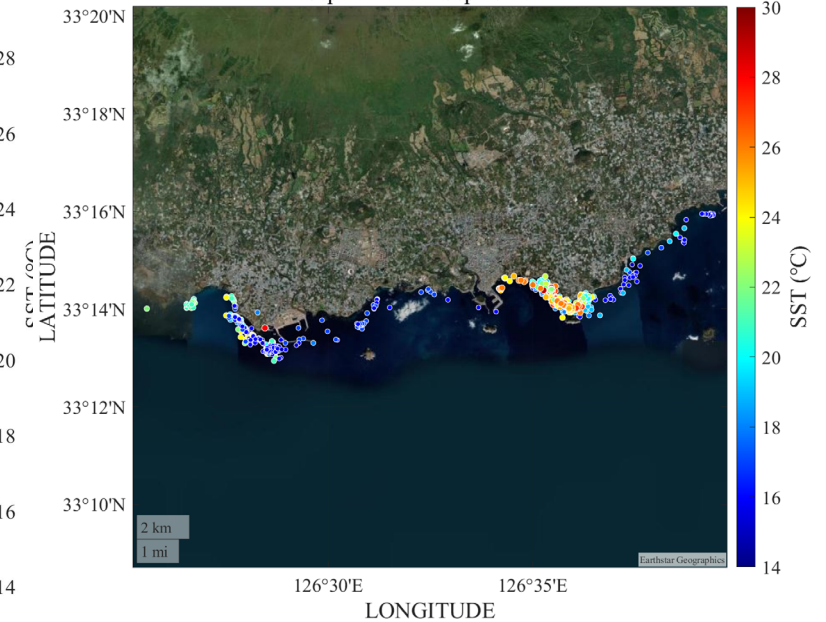 33°20'N
33°18'N
33°16'N
33°14'N
33°12'N
33°10'N
LATITUDE
126°30'E
126°35'E
LONGITUDE
2 km
1 mi
Earthstar Geographics
30
28
26
24
22
20
18
16
14
SST (°C)
28
26
24
22
20
18
16
14